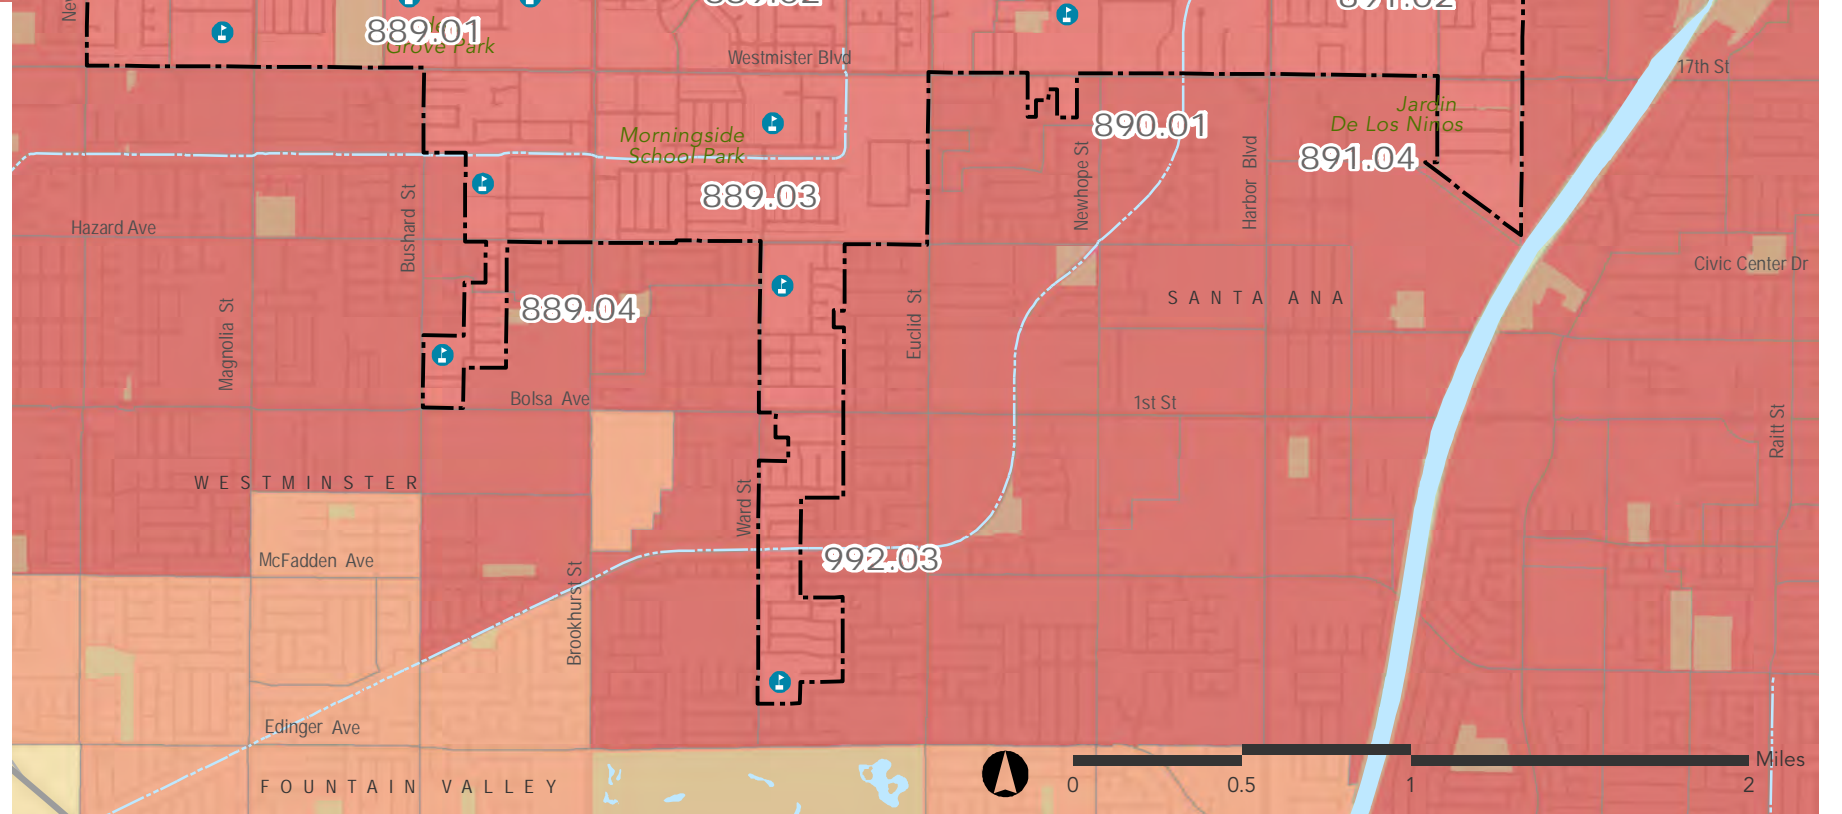 889.01
Grove Park
Westmister Blvd
17th St
Jardin
De Los Ninos
890.01
Morningside
School Park
891.04
889.03
Bushard St
Newhope St
Harbor Blvd
Hazard Ave
Civic Center Dr
SANTA ANA
889.04
Magnolia St
Euclid St
Bolsa Ave
1st St
Raitt St
WESTMINSTER
Ward St
McFadden Ave
992.03
Brookhurst St
Edinger Ave
FOUNTAIN VALLEY
Miles
0
0.5
1
2